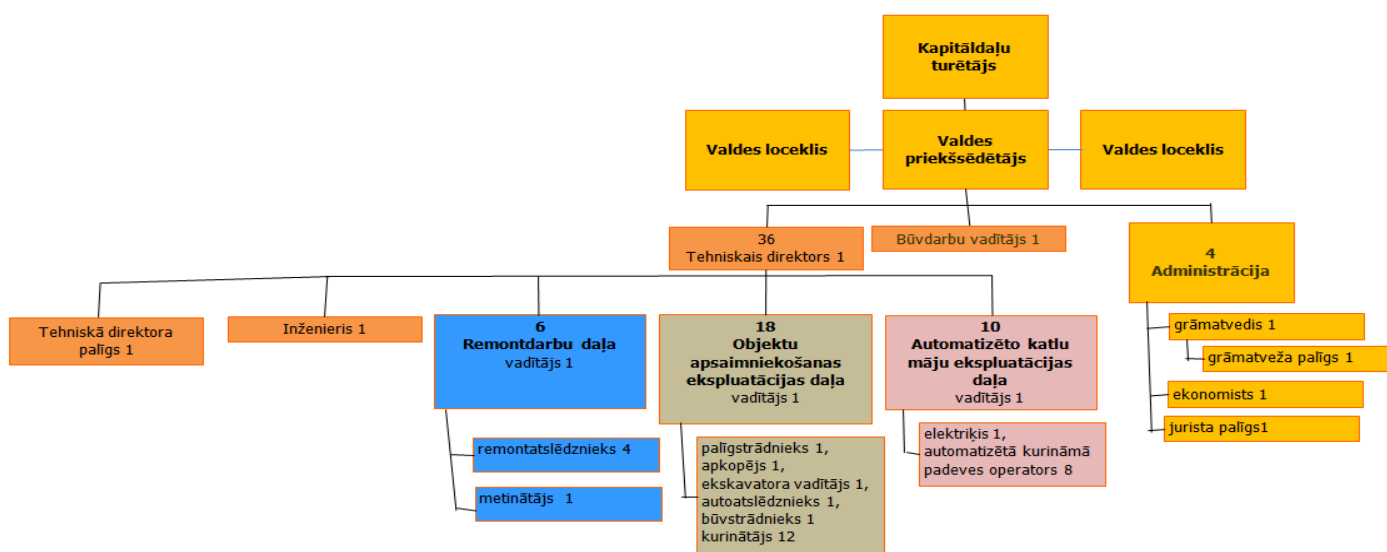 Kapitāldaļu
turētājs
Valdes loceklis
Valdes
priekšsēdētājs
Valdes loceklis
36
Tehniskais direktors 1
Būvdarbu vadītājs 1
4
Administrācija
Tehniskā direktora
palīgs 1
Inženieris 1
6
Remontdarbu daļa
vadītājs 1
18
Objektu
apsaimniekošanas
ekspluatācijas daļa
vadītājs 1
10
Automatizēto katlu
māju ekspluatācijas
daļa
vadītājs 1
grāmatvedis 1
grāmatveža palīgs 1
ekonomists 1
jurista palīgs1
remontatslēdznieks 4
metinātājs 1
palīgstrādnieks 1,
apkopējs 1,
ekskavatora vadītājs 1,
autoatslēdznieks 1,
būvstrādnieks 1
kurinātājs 12
elektriķis 1,
automatizētā kurināmā
padeves operators 8